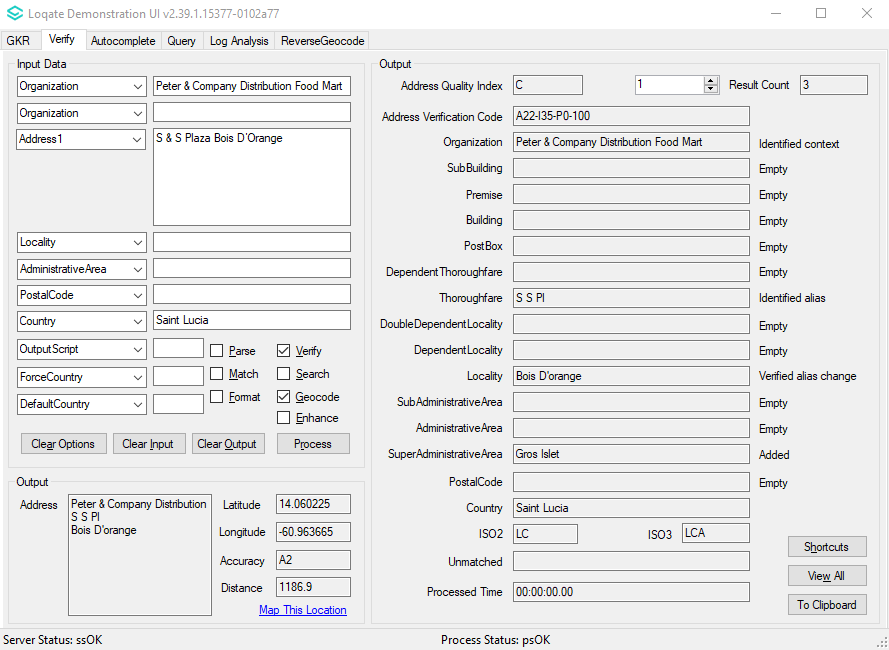 Loqate Demonstration UI v2.39.1.15377-0102a77
GKR Verify Autocomplete Query Log Analysis ReverseGeocode
Input Data
Organization Peter & Company Distribution Food Mart
Organization
Address1 S & S Plaza Bois D'Orange
Locality
AdministrativeArea
PostalCode
Country Saint Lucia
OutputScript Parse Verify
ForceCountry Match Search
DefaultCountry Format Geocode
Enhance
Clear Options Clear Input Clear Output Process
Output
Address Peter & Company Distribution
S S Pl
Bois D'orange
Latitude 14.060225
Longitude -60.963665
Accuracy A2
Distance 1186.9
Map This Location
Output
Address Quality Index C 1 Result Count 3
Address Verification Code A22-I35-P0-100
Organization Peter & Company Distribution Food Mart Identified context
SubBuilding Empty
Premise Empty
Building Empty
PostBox Empty
DependentThoroughfare Empty
Thoroughfare S S Pl Identified alias
DoubleDependentLocality Empty
DependentLocality Empty
Locality Bois D'orange Verified alias change
SubAdministrativeArea Empty
AdministrativeArea Empty
SuperAdministrativeArea Gros Islet Added
PostalCode Empty
Country Saint Lucia
ISO2 LC ISO3 LCA
Unmatched
Processed Time 00:00:00.00
Shortcuts
View All
To Clipboard
Server Status: ssOK Process Status: psOK